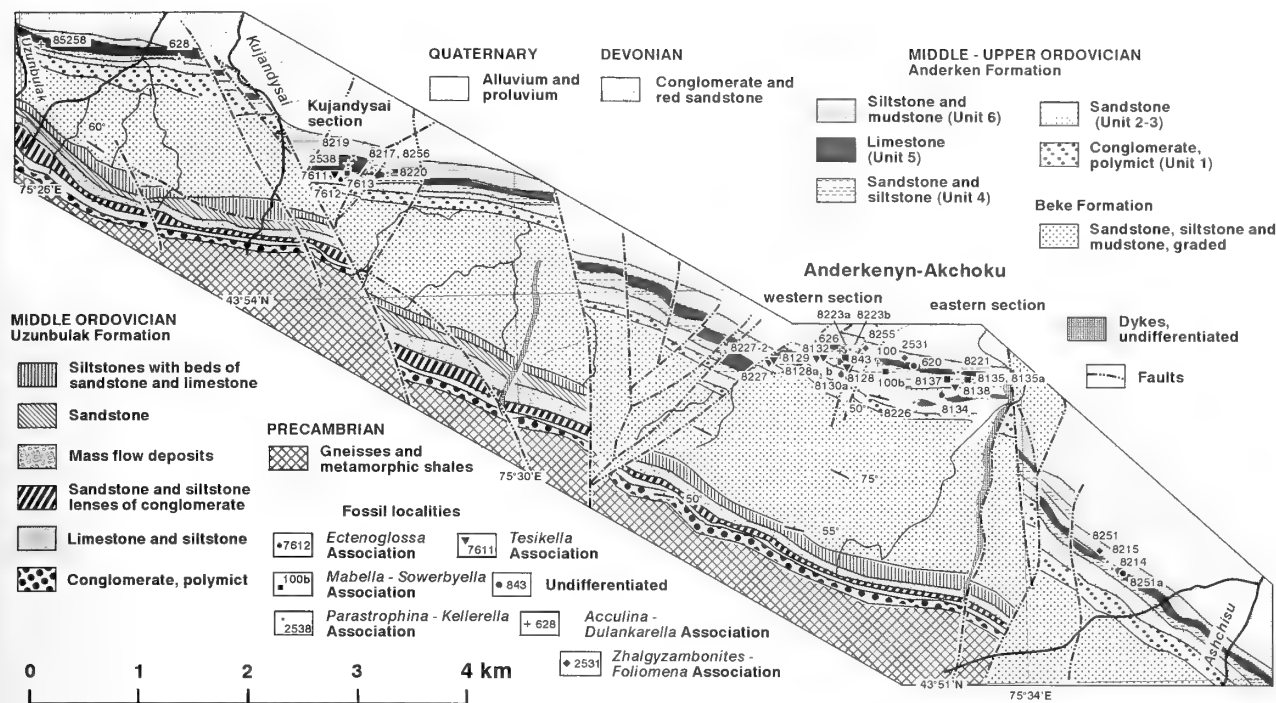 QUATERNARY
Alluvium and
proluvium
DEVONIAN
Conglomerate and
red sandstone
MIDDLE - UPPER ORDOVICIAN
Anderken Formation
Siltstone and
mudstone (Unit 6)
Limestone
(Unit 5)
Sandstone and
siltstone (Unit 4)
Sandstone
(Unit 2-3)
Conglomerate,
polymict (Unit 1)
Beke Formation
Sandstone, siltstone and
mudstone, graded
Dykes,
undifferentiated
Faults
Uzunbulak
85258
628
Kujandysai
Kujandysai
section
8219
2538
8217, 8256
7611
8220
7612
7613
60°
75°26'E
43°54'N
Anderkenyn-Akchoku
western section
eastern section
8223a
8223b
626
8255
2531
8227-2
8132
100
8129
843
620
8221
8227
8128a, b
8128
8137
8135, 8135a
8130a
100b
8138
50°
8226
8134
75°
55°
50°
75°30'E
8251
8215
8214
8251a
Ashchisu
43°51'N
75°34'E
MIDDLE ORDOVICIAN
Uzunbulak Formation
Siltstones with beds of
sandstone and limestone
Sandstone
Mass flow deposits
Sandstone and siltstone
lenses of conglomerate
Limestone and siltstone
Conglomerate, polymict
PRECAMBRIAN
Gneisses and
metamorphic shales
Fossil localities
7612
Ectenoglossa
Association
7611
Tesikella
Association
100b
Mabella - Sowerbyella
Association
843
Undifferentiated
2538
Parastrophina - Kellerella
Association
628
Acculina -
Dulankarella Association
2531
Zhalgyzambonites -
Foliomena Association
0 1 2 3 4 km